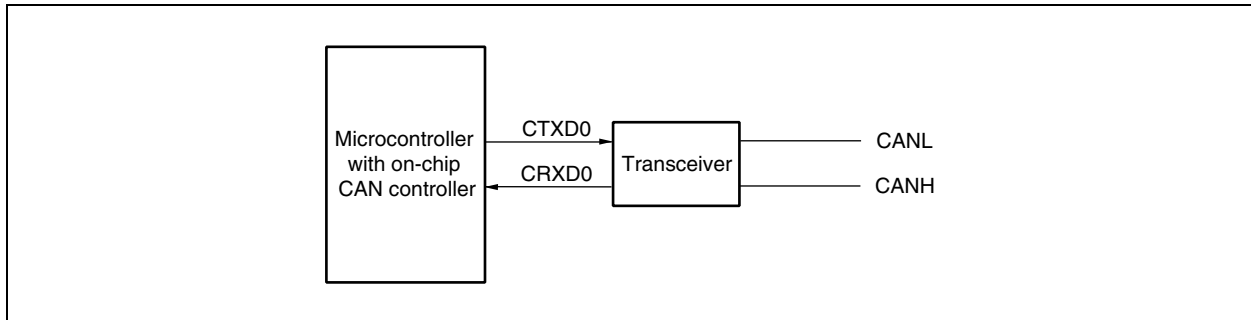 Microcontroller
with on-chip
CAN controller
CTXD0
CRXD0
Transceiver
CANL
CANH